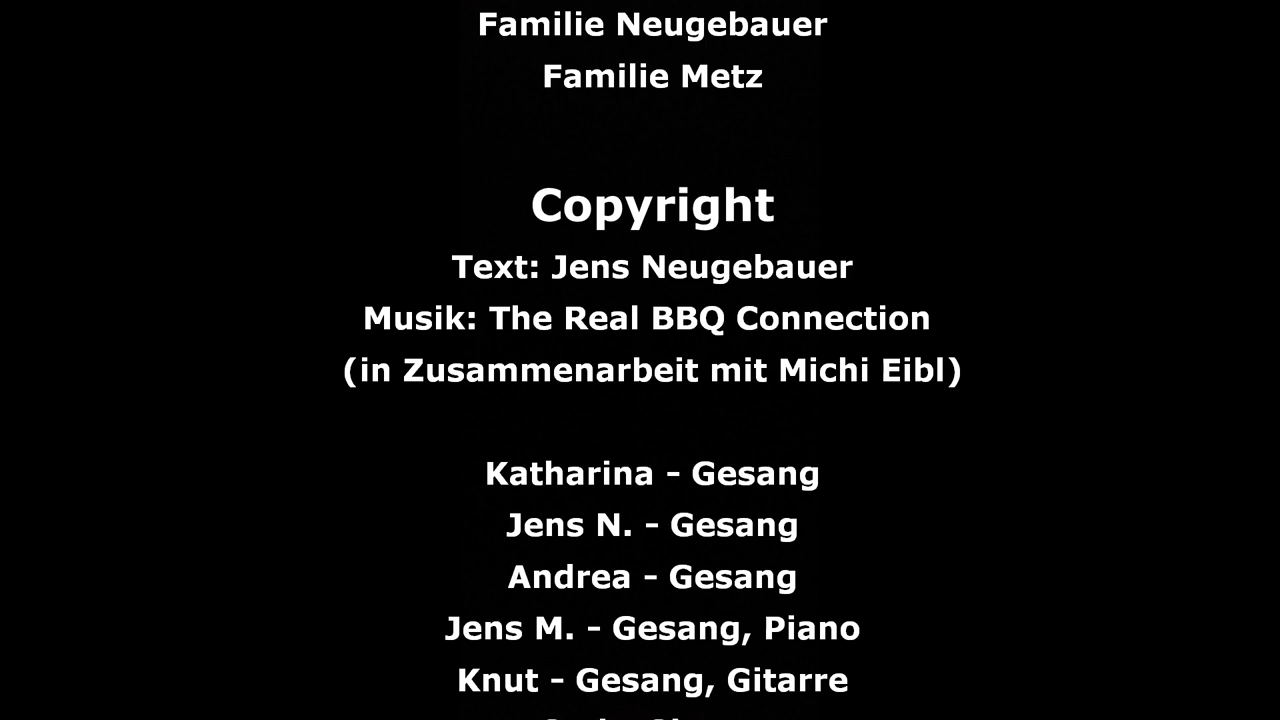 Familie Neugebauer
Familie Metz
Copyright
Text: Jens Neugebauer
Musik: The Real BBQ Connection
(in Zusammenarbeit mit Michi Eibl)
Katharina - Gesang
Jens N. - Gesang
Andrea - Gesang
Jens M. - Gesang, Piano
Knut - Gesang, Gitarre